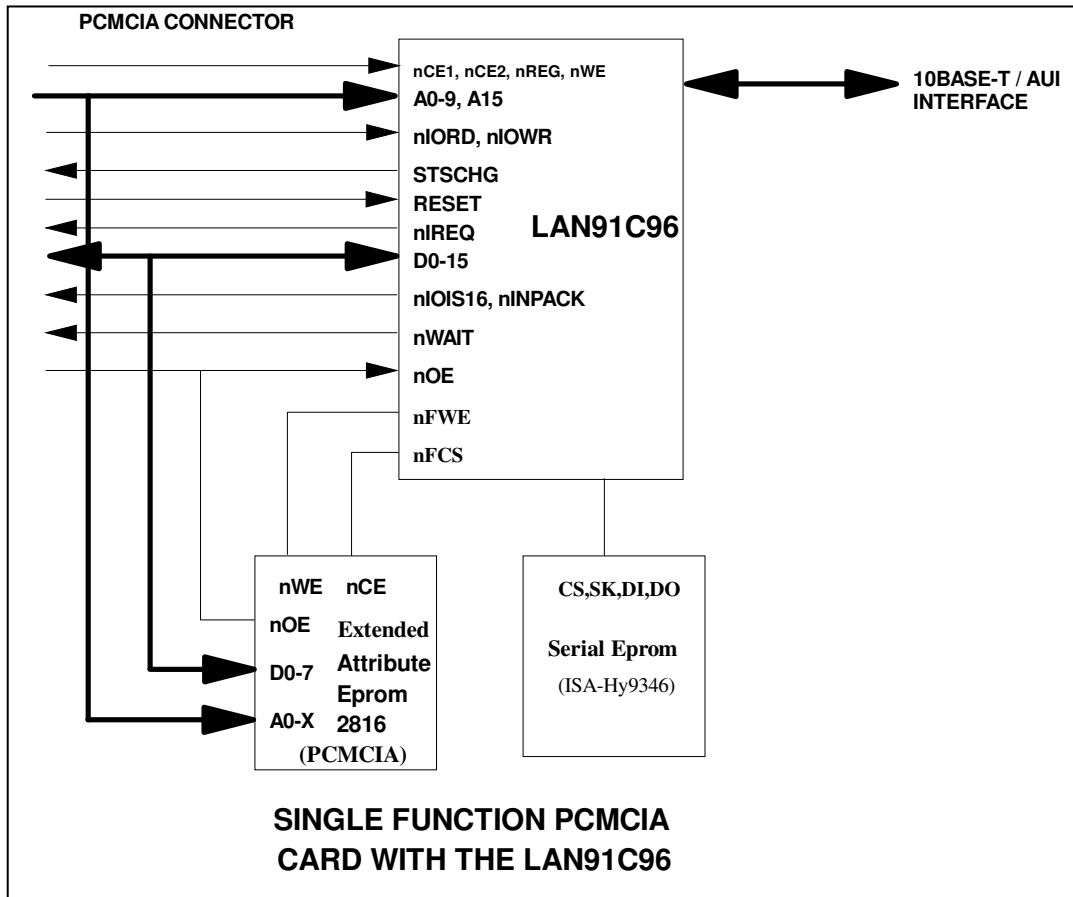 PCMCIA CONNECTOR
nCE1, nCE2, nREG, nWE
A0-9, A15
nIORD, nIOWR
STSCHG
RESET
nIREQ
D0-15
nIOIS16, nINPACK
nWAIT
nOE
nFWE
nFCS
LAN91C96
10BASE-T / AUI
INTERFACE
nWE nCE
nOE Extended
D0-7 Attribute
Eprom
A0-X 2816
(PCMCIA)
CS,SK,DI,DO
Serial Eprom
(ISA-Hy9346)
SINGLE FUNCTION PCMCIA
CARD WITH THE LAN91C96